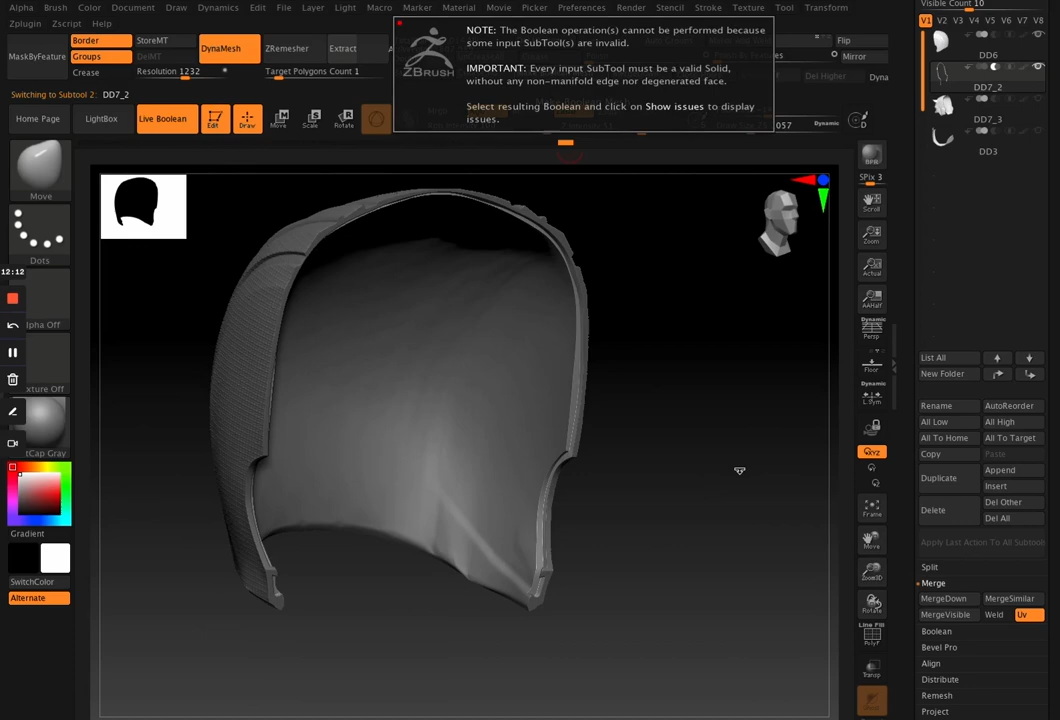 Alpha Brush Color Document Draw Dynamics Edit File Layer Light Macro Marker Material Movie Picker Preferences Render Stencil Stroke Texture Tool Transform
Zplugin Zscript Help
Visible Count 10
V1 V2 V3 V4 V5 V6 V7 V8
MaskByFeature
Border
Groups
Crease
StoreMT
DelMT
DynaMesh
Resolution 1232
ZRemesher
Extract
Target Polygons Count 1
ZBRUSH
NOTE: The Boolean operation(s) cannot be performed because
some input SubTool(s) are invalid.
IMPORTANT: Every input SubTool must be a valid Solid,
without any non-manifold edge nor degenerated face.
Select resulting Boolean and click on Show issues to display
issues.
Flip
Mirror
Del Higher
Dyna
057
Dynamic
D
Switching to Subtool 2: DD7_2
Home Page
LightBox
Live Boolean
Edit
Draw
Move
Scale
Rotate
DD6
DD7_2
DD7_3
DD3
Move
Dots
12:12
lpha Off
xture Off
tCap Gray
Gradient
SwitchColor
Alternate
BPR
SPix 3
Scroll
Zoom
Actual
AAHalf
Dynamic
Persp
Floor
Dynamic
L.Sym
XYZ
Frame
Move
Zoom3D
Rotate
Line Fill
PolyF
Transp
List All
New Folder
Rename
AutoReorder
All Low
All High
All To Home
All To Target
Copy
Paste
Duplicate
Append
Insert
Delete
Del Other
Del All
Apply Last Action To All Subtool
Split
Merge
MergeDown
MergeSimilar
MergeVisible
Weld
Uv
Boolean
Bevel Pro
Align
Distribute
Remesh
Project